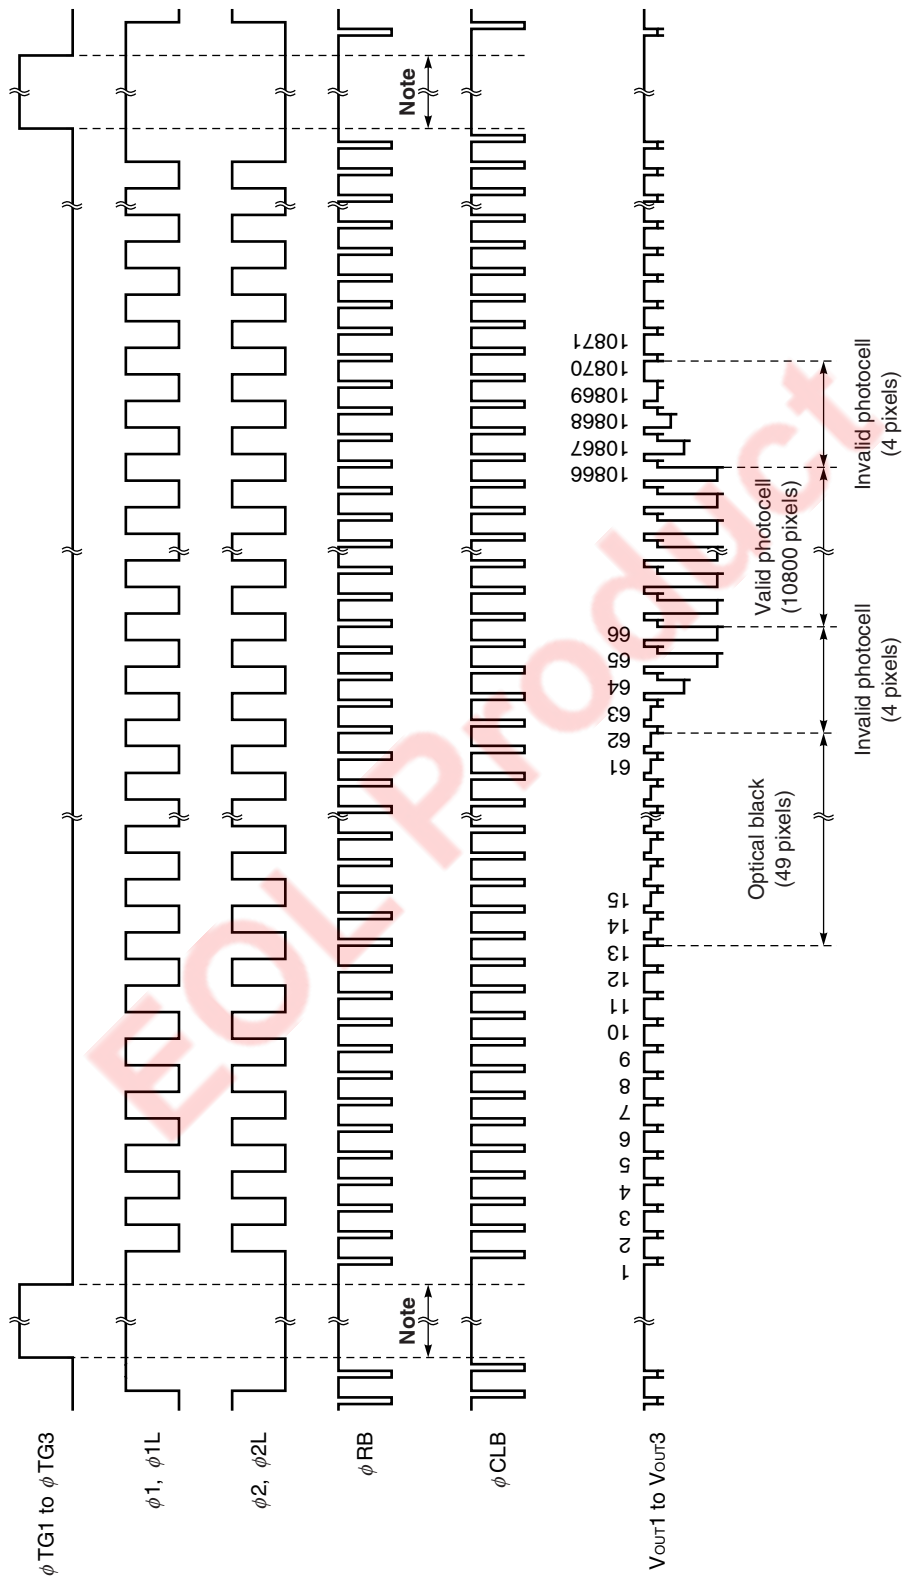 φTG1 to φTG3
φ1, φ1L
φ2, φ2L
φRB
φCLB
VOUT1 to VOUT3
Note
Note
1
2
3
4
5
6
7
8
9
10
11
12
13
14
15
61
62
63
64
65
66
10866
10867
10868
10869
10870
10871
Optical black
(49 pixels)
Invalid photocell
(4 pixels)
Valid photocell
(10800 pixels)
Invalid photocell
(4 pixels)
EOL Product